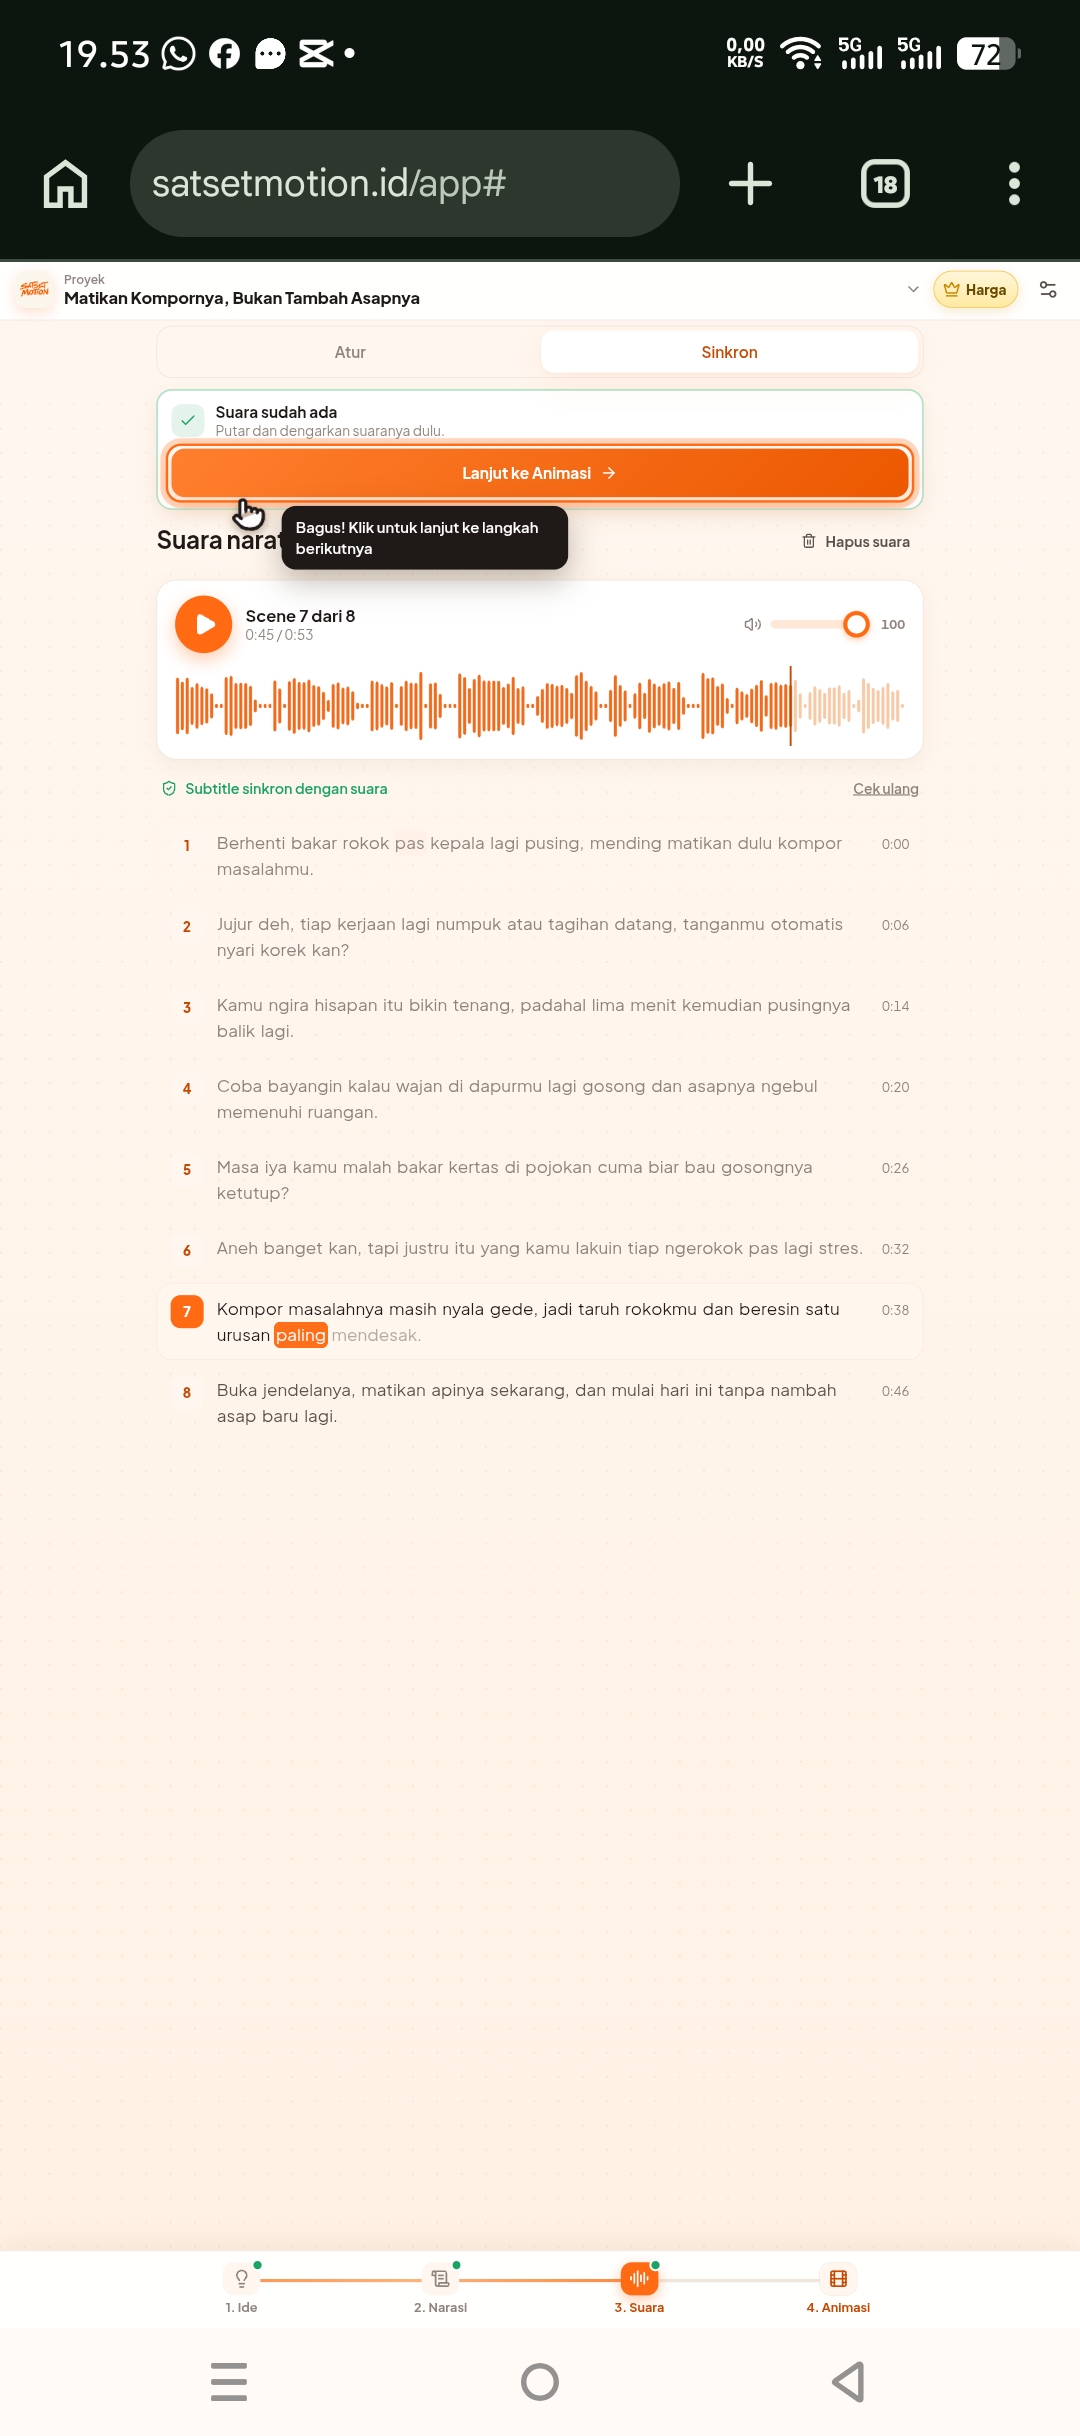 19.53
0,00
KB/S
5G
5G
72
satsetmotion.id/app#
18
SATSET
MOTION
Proyek
Matikan Kompornya, Bukan Tambah Asapnya
Harga
Atur
Sinkron
Suara sudah ada
Putar dan dengarkan suaranya dulu.
Lanjut ke Animasi
Bagus! Klik untuk lanjut ke langkah
berikutnya
Suara narat
Hapus suara
Scene 7 dari 8
0:45 / 0:53
100
Subtitle sinkron dengan suara
Cek ulang
1 Berhenti bakar rokok pas kepala lagi pusing, mending matikan dulu kompor 0:00
masalahmu.
2 Jujur deh, tiap kerjaan lagi numpuk atau tagihan datang, tanganmu otomatis 0:06
nyari korek kan?
3 Kamu ngira hisapan itu bikin tenang, padahal lima menit kemudian pusingnya 0:14
balik lagi.
4 Coba bayangin kalau wajan di dapurmu lagi gosong dan asapnya ngebul 0:20
memenuhi ruangan.
5 Masa iya kamu malah bakar kertas di pojokan cuma biar bau gosongnya 0:26
ketutup?
6 Aneh banget kan, tapi justru itu yang kamu lakuin tiap ngerokok pas lagi stres. 0:32
7 Kompor masalahnya masih nyala gede, jadi taruh rokokmu dan beresin satu 0:38
urusan paling mendesak.
8 Buka jendelanya, matikan apinya sekarang, dan mulai hari ini tanpa nambah 0:46
asap baru lagi.
1. Ide
2. Narasi
3. Suara
4. Animasi